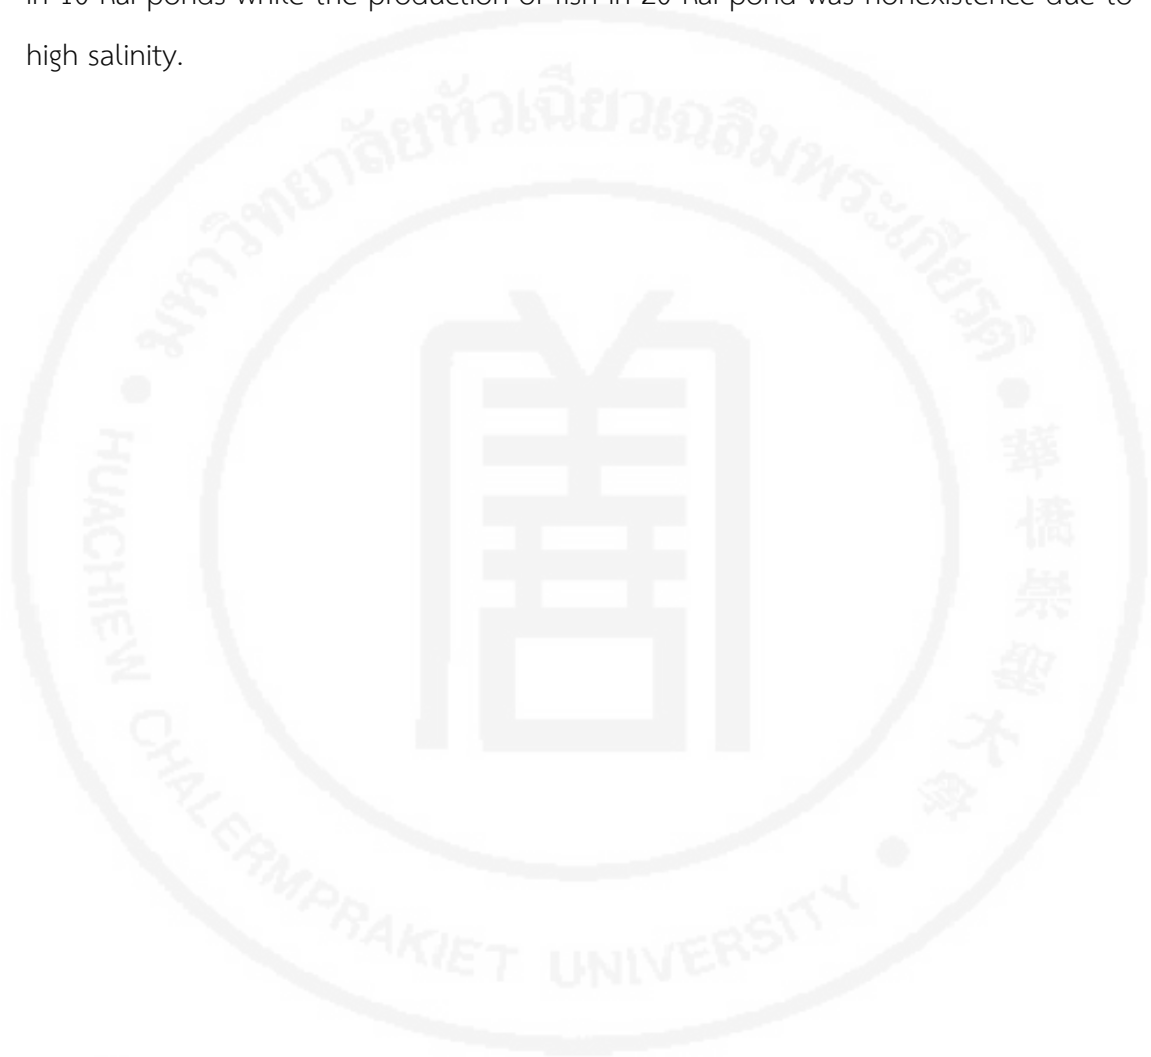 in 10 Rai ponds while the production of fish in 20 Rai pond was nonexistence due to
high salinity.
มหาวิทยาลัยหัวเฉียวเฉลิมพระเกียรติ
華僑崇聖大學
HUACHIEW CHALERMPRAKIET UNIVERSITY